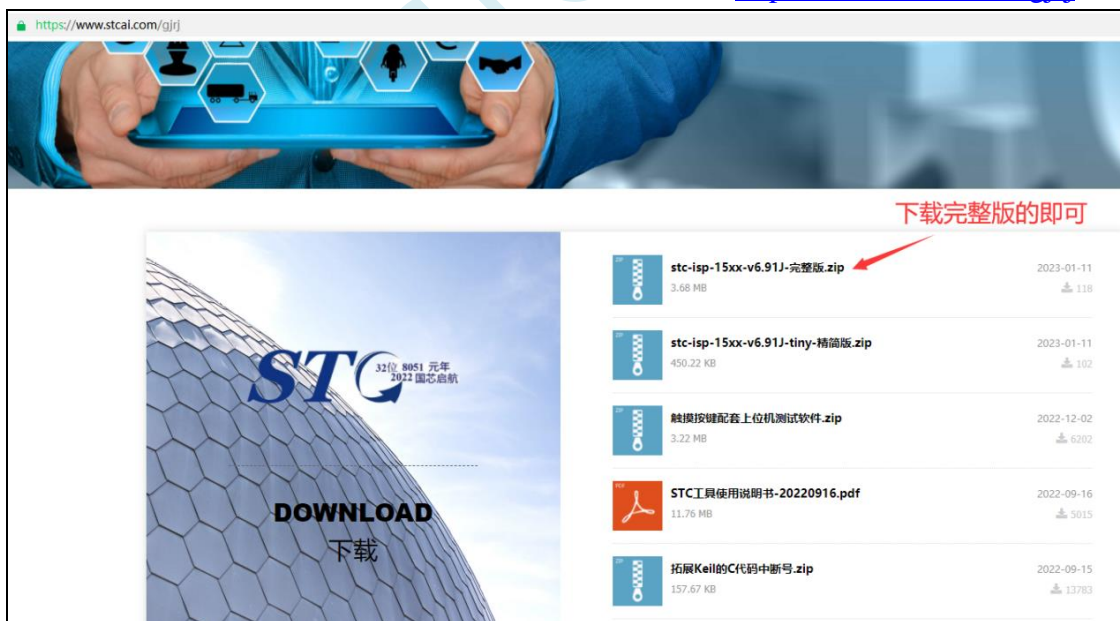 https://www.stcai.com/gjrj
下载完整版的即可
ZIP
stc-isp-15xx-v6.91J-完整版.zip
2023-01-11
3.68 MB
118
ZIP
stc-isp-15xx-v6.91J-tiny-精简版.zip
2023-01-11
450.22 KB
102
STC
32位 8051 元年
2022 国芯启航
ZIP
触摸按键配套上位机测试软件.zip
2022-12-02
3.22 MB
6202
DOWNLOAD
下载
STC工具使用说明书-20220916.pdf
2022-09-16
11.76 MB
5015
ZIP
拓展Keil的C代码中断号.zip
2022-09-15
157.67 KB
13783